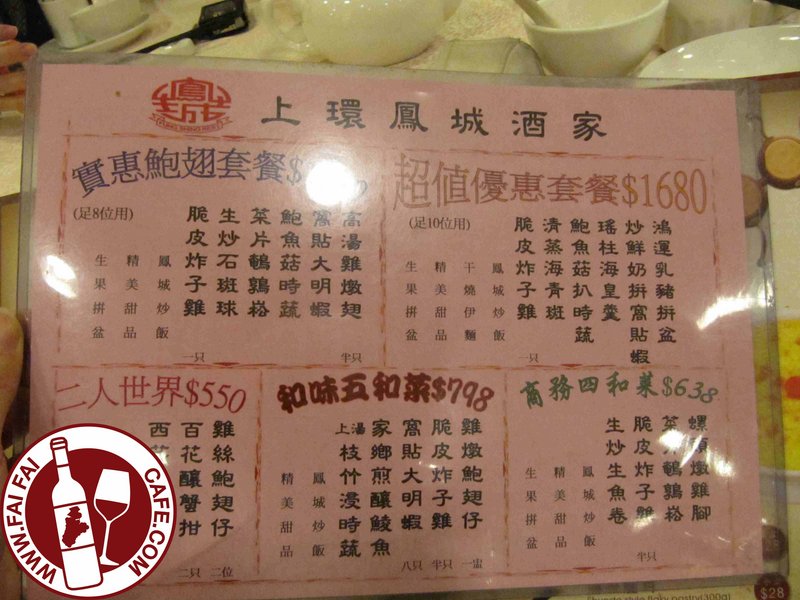 上環鳳城酒家
實惠鮑翅套餐$
(足8位用)
高湯雞燉翅 半只
窩貼大明蝦
鮑魚菇時蔬
菜片鵪鶉崧
生炒石斑球
脆皮炸子雞 一只
鳳城炒飯
精美甜品
生果拼盆
超值優惠套餐$1680
(足10位用)
鴻運乳豬拼盆
炒鮮奶拼窩貼蝦
瑤柱海皇羹
鮑魚菇扒時蔬
清蒸海青斑
脆皮炸子雞 一只
鳳城炒飯
干燒伊麵
精美甜品
生果拼盆
二人世界$550
雞絲鮑翅仔 二位
百花釀蟹拑 二只
西
和味五和菜$798
雞燉鮑翅仔 一盅
脆皮炸子雞 半只
窩貼大明蝦 八只
家鄉煎釀鯪魚
上湯枝竹浸時蔬
鳳城炒飯
精美甜品
商務四和菜$638
螺頭燉雞腳
菜片鵪鶉崧
脆皮炸子雞 半只
生炒生魚卷
鳳城炒飯
精美甜品
生果拼盆
WWW.FAI FAI CAFE.COM
style flaky pastry(300g)
$28